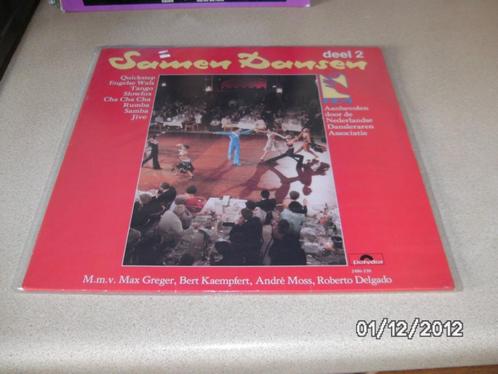 deel 2
Samen Dansen
Quickstep
Engelse Wals
Tango
Slowfox
Cha Cha Cha
Rumba
Samba
Jive
Aanbevolen
door de
Nederlandse
Dansleraren
Associatie
Polydor
M.m.v. Max Greger, Bert Kaempfert, André Moss, Roberto Delgado
01/12/2012